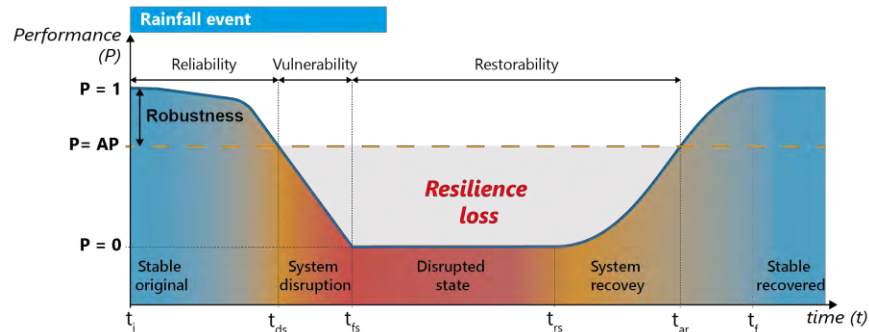 Rainfall event
Performance
(P)
Reliability
Vulnerability
Restorability
P = 1
Robustness
P= AP
Resilience
loss
P = 0
Stable
original
System
disruption
Disrupted
state
System
recovey
Stable
recovered
ti
tds
tfs
trs
tar
tf
time (t)